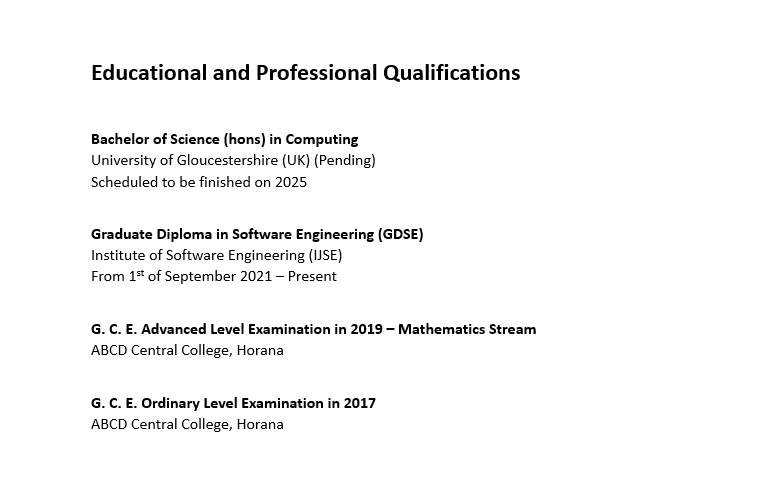 Educational and Professional Qualifications
Bachelor of Science (hons) in Computing
University of Gloucestershire (UK) (Pending)
Scheduled to be finished on 2025
Graduate Diploma in Software Engineering (GDSE)
Institute of Software Engineering (IJSE)
From 1st of September 2021 – Present
G. C. E. Advanced Level Examination in 2019 – Mathematics Stream
ABCD Central College, Horana
G. C. E. Ordinary Level Examination in 2017
ABCD Central College, Horana